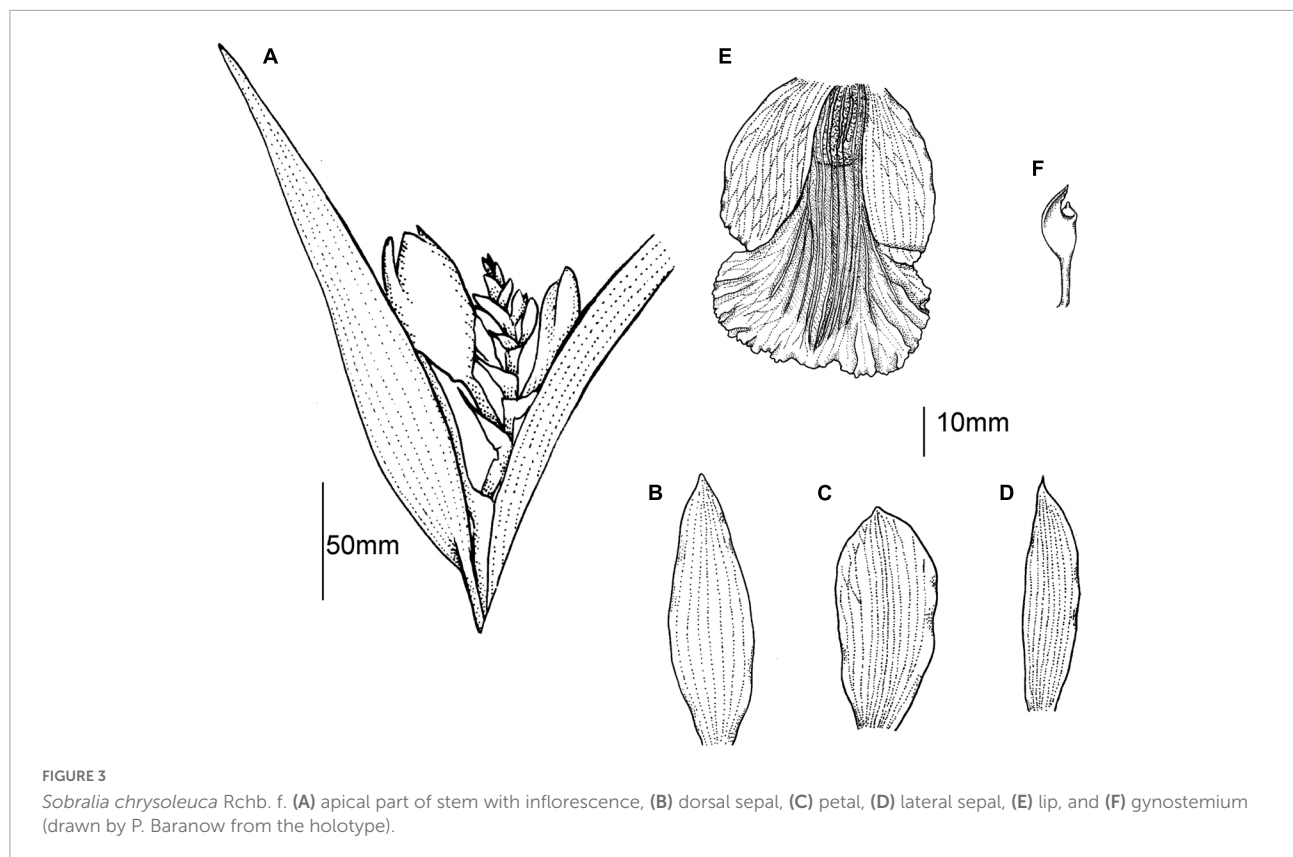 A
E
F
10mm
B
C
D
50mm
FIGURE 3
Sobralia chrysoleuca Rchb. f. (A) apical part of stem with inflorescence, (B) dorsal sepal, (C) petal, (D) lateral sepal, (E) lip, and (F) gynostemium
(drawn by P. Baranow from the holotype).